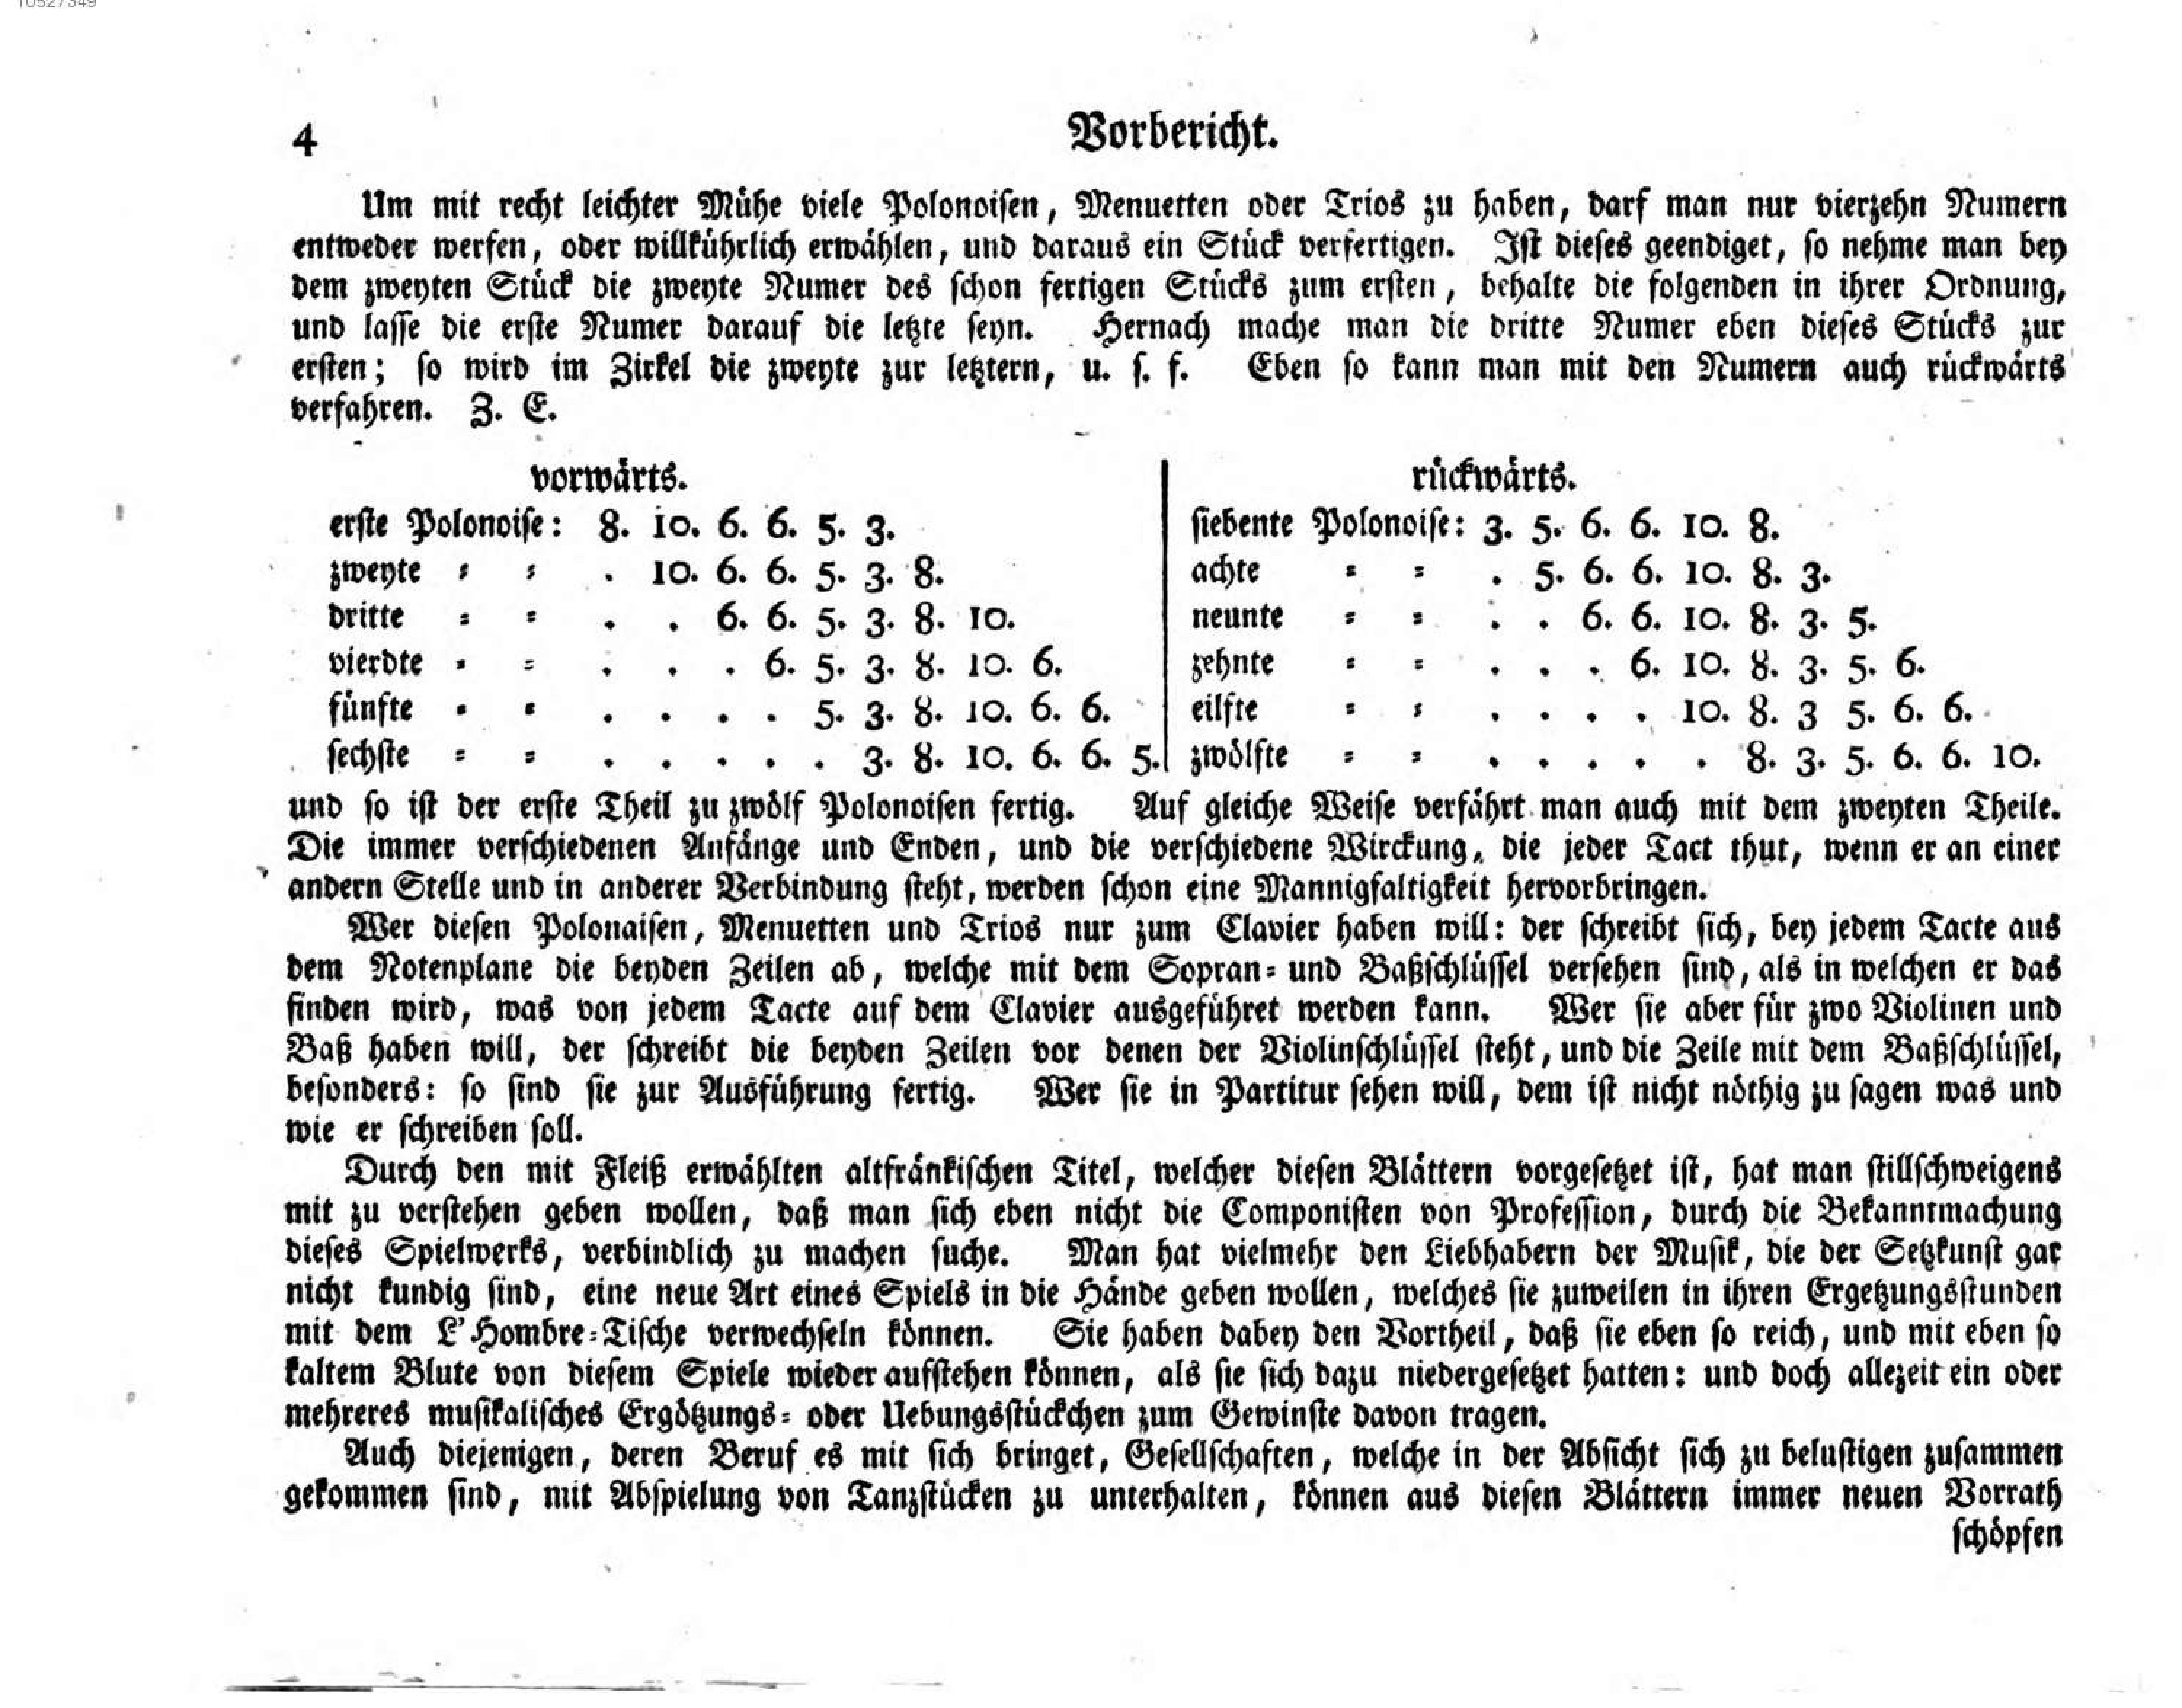 10527349
4 Vorbericht.
Um mit recht leichter Mühe viele Polonoisen, Menuetten oder Trios zu haben, darf man nur vierzehn Numern
entweder werfen, oder willkührlich erwählen, und daraus ein Stück verfertigen. Ist dieses geendiget, so nehme man bey
dem zweyten Stück die zweyte Numer des schon fertigen Stücks zum ersten, behalte die folgenden in ihrer Ordnung,
und lasse die erste Numer darauf die letzte seyn. Hernach mache man die dritte Numer eben dieses Stücks zur
ersten; so wird im Zirkel die zweyte zur letztern, u. s. f. Eben so kann man mit den Numern auch rückwärts
verfahren. Z. E.
vorwärts.
erste Polonoise: 8. 10. 6. 6. 5. 3.
zweyte = = . 10. 6. 6. 5. 3. 8.
dritte = = . . 6. 6. 5. 3. 8. 10.
vierdte = = . . . 6. 5. 3. 8. 10. 6.
fünfte = = . . . . 5. 3. 8. 10. 6. 6.
sechste = = . . . . . 3. 8. 10. 6. 6. 5.
rückwärts.
siebente Polonoise: 3. 5. 6. 6. 10. 8.
achte = = . 5. 6. 6. 10. 8. 3.
neunte = = . . 6. 6. 10. 8. 3. 5.
zehnte = = . . . 6. 10. 8. 3. 5. 6.
eilfte = = . . . . 10. 8. 3 5. 6. 6.
zwölfte = = . . . . . 8. 3. 5. 6. 6. 10.
und so ist der erste Theil zu zwölf Polonoisen fertig. Auf gleiche Weise verfährt man auch mit dem zweyten Theile.
Die immer verschiedenen Anfänge und Enden, und die verschiedene Wirckung, die jeder Tact thut, wenn er an einer
andern Stelle und in anderer Verbindung steht, werden schon eine Mannigfaltigkeit hervorbringen.
Wer diesen Polonaisen, Menuetten und Trios nur zum Clavier haben will: der schreibt sich, bey jedem Tacte aus
dem Notenplane die beyden Zeilen ab, welche mit dem Sopran= und Baßschlüssel versehen sind, als in welchen er das
finden wird, was von jedem Tacte auf dem Clavier ausgeführet werden kann. Wer sie aber für zwo Violinen und
Baß haben will, der schreibt die beyden Zeilen vor denen der Violinschlüssel steht, und die Zeile mit dem Baßschlüssel,
besonders: so sind sie zur Ausführung fertig. Wer sie in Partitur sehen will, dem ist nicht nöthig zu sagen was und
wie er schreiben soll.
Durch den mit Fleiß erwählten altfränkischen Titel, welcher diesen Blättern vorgesetzet ist, hat man stillschweigens
mit zu verstehen geben wollen, daß man sich eben nicht die Componisten von Profession, durch die Bekanntmachung
dieses Spielwerks, verbindlich zu machen suche. Man hat vielmehr den Liebhabern der Musik, die der Setzkunst gar
nicht kundig sind, eine neue Art eines Spiels in die Hände geben wollen, welches sie zuweilen in ihren Ergetzungsstunden
mit dem L'Hombre=Tische verwechseln können. Sie haben dabey den Vortheil, daß sie eben so reich, und mit eben so
kaltem Blute von diesem Spiele wieder aufstehen können, als sie sich dazu niedergesetzet hatten: und doch allezeit ein oder
mehreres musikalisches Ergötzungs= oder Uebungsstückchen zum Gewinste davon tragen.
Auch diejenigen, deren Beruf es mit sich bringet, Gesellschaften, welche in der Absicht sich zu belustigen zusammen
gekommen sind, mit Abspielung von Tanzstücken zu unterhalten, können aus diesen Blättern immer neuen Vorrath
schöpfen